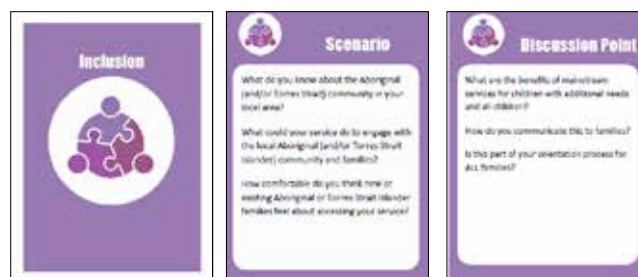 Inclusion
Scenario
What do you know about the Aboriginal
(and/or Torres Strait) community in your
local area?
What could your service do to engage with
the local Aboriginal (and/or Torres Strait
Islander) community and families?
How comfortable do you think new or
existing Aboriginal or Torres Strait Islander
families feel about accessing your service?
Discussion Point
What are the benefits of mainstream
services for children with additional needs
and all children?
How do you communicate this to families?
Is this part of your orientation process for
ALL families?